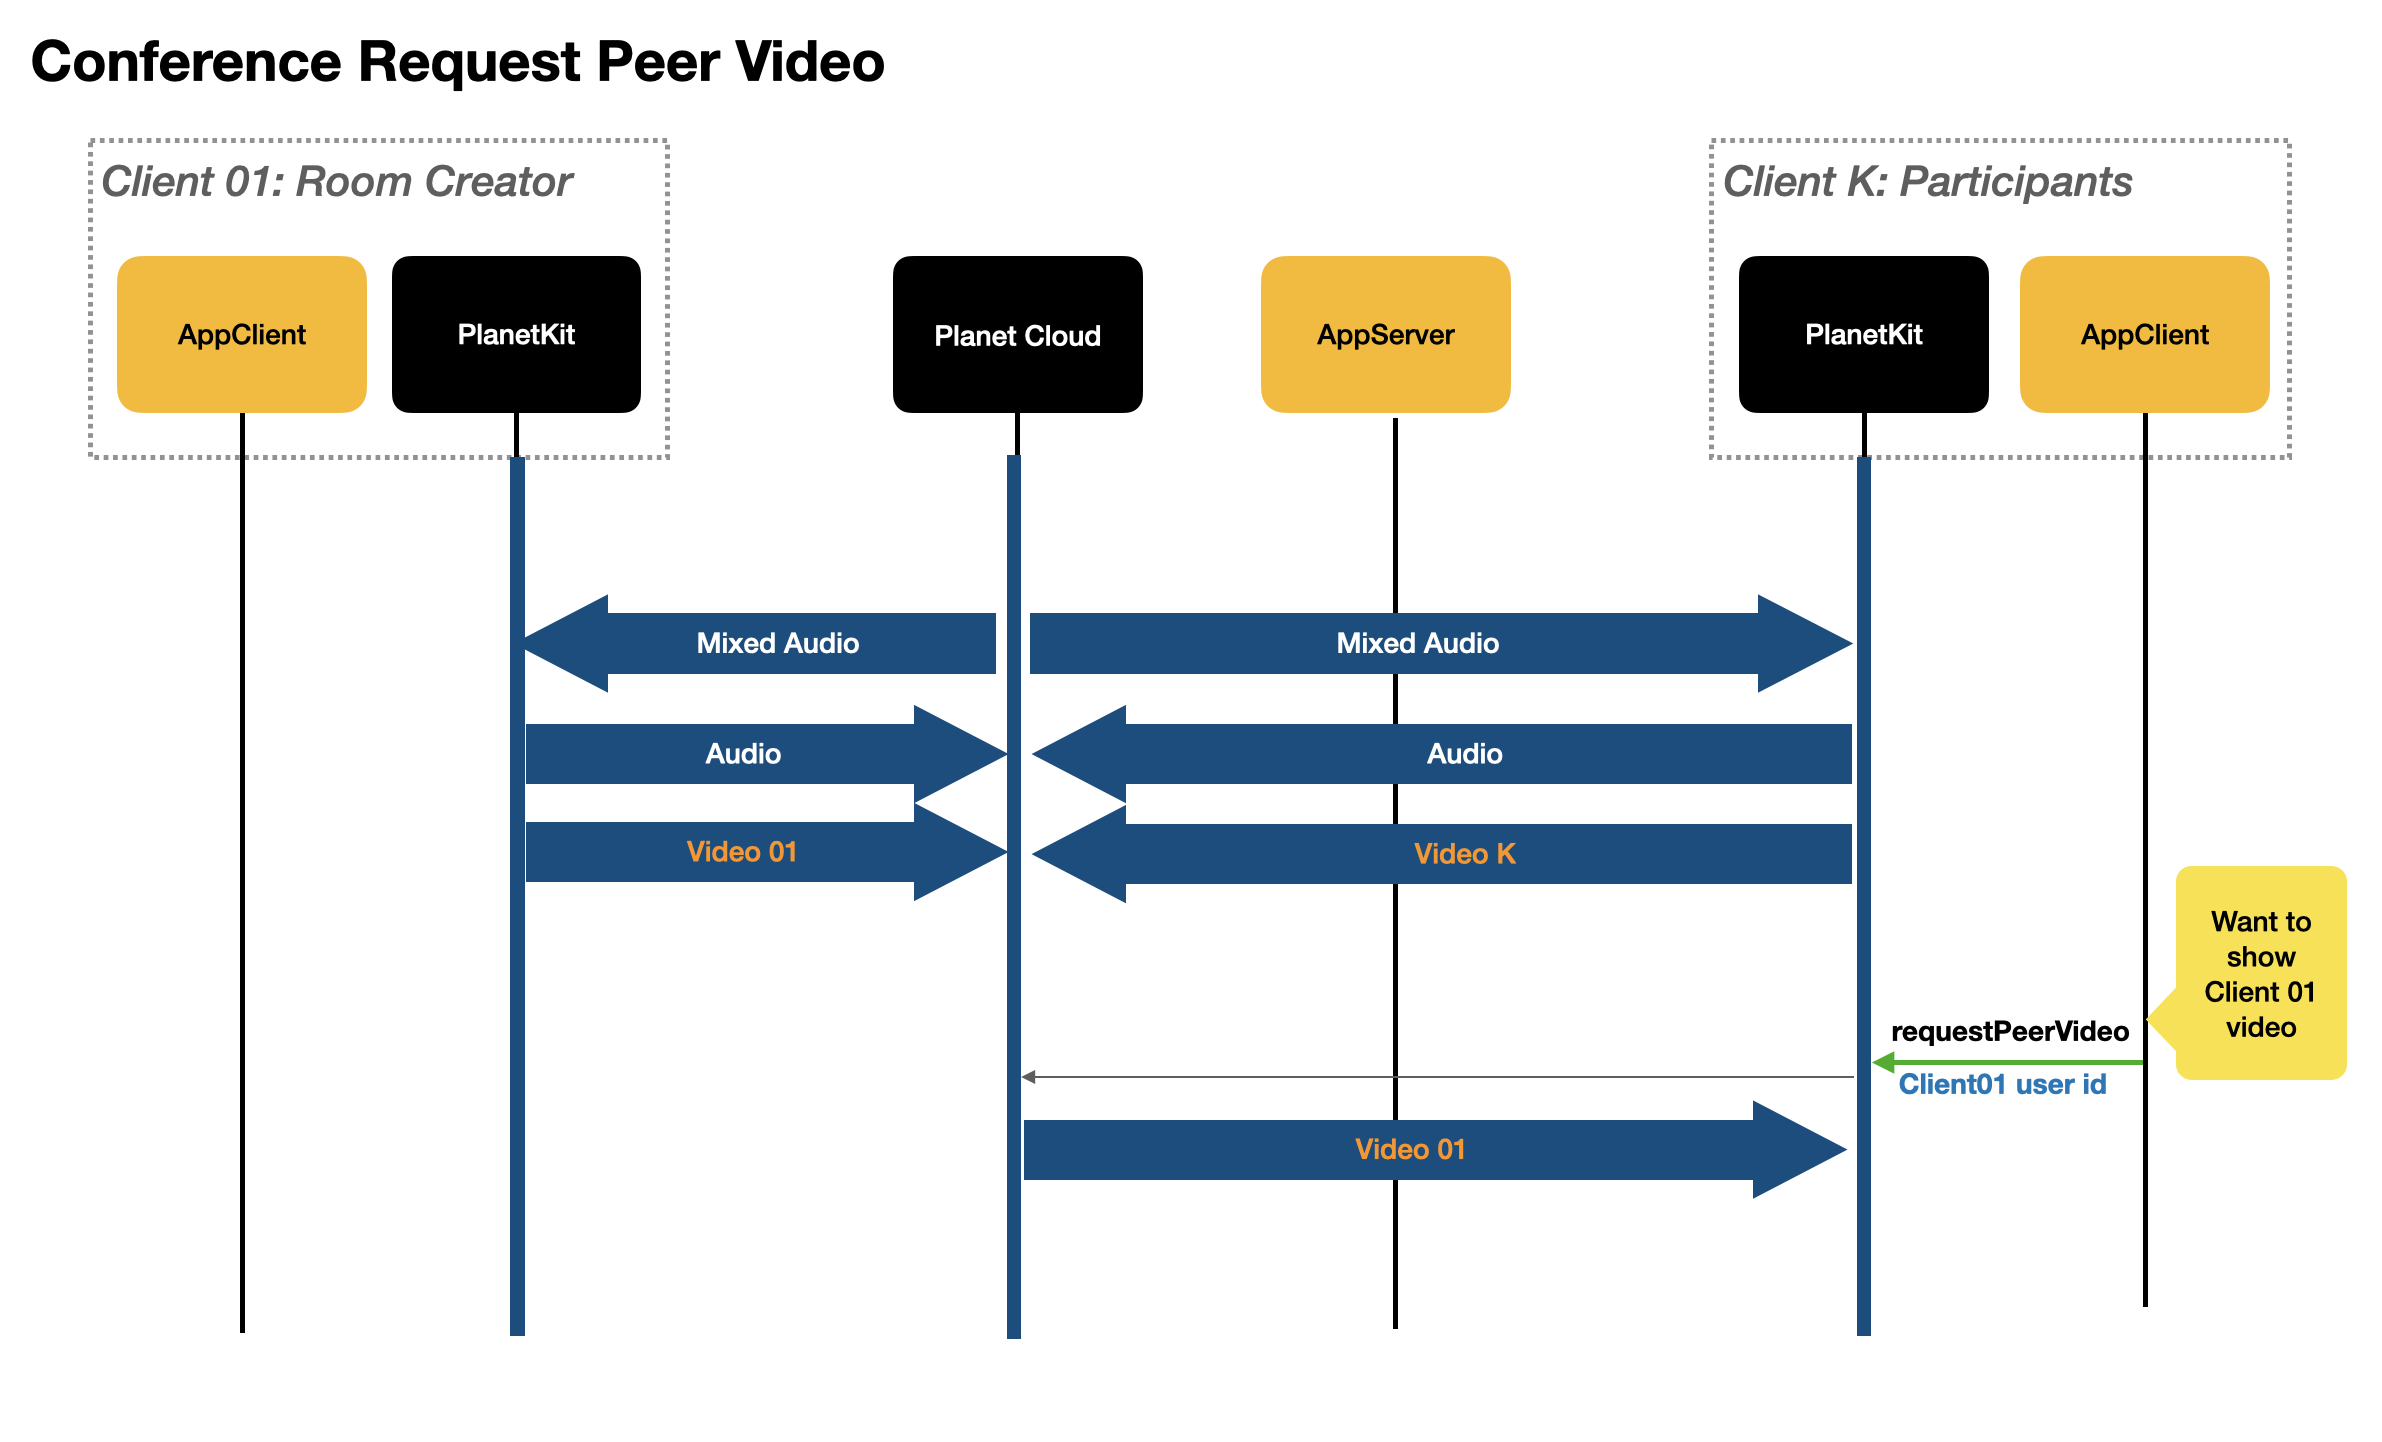 Conference Request Peer Video
Client 01: Room Creator
Client K: Participants
AppClient
PlanetKit
Planet Cloud
AppServer
PlanetKit
AppClient
Mixed Audio
Mixed Audio
Audio
Audio
Video 01
Video K
Want to
show
Client 01
video
requestPeerVideo
Client01 user id
Video 01